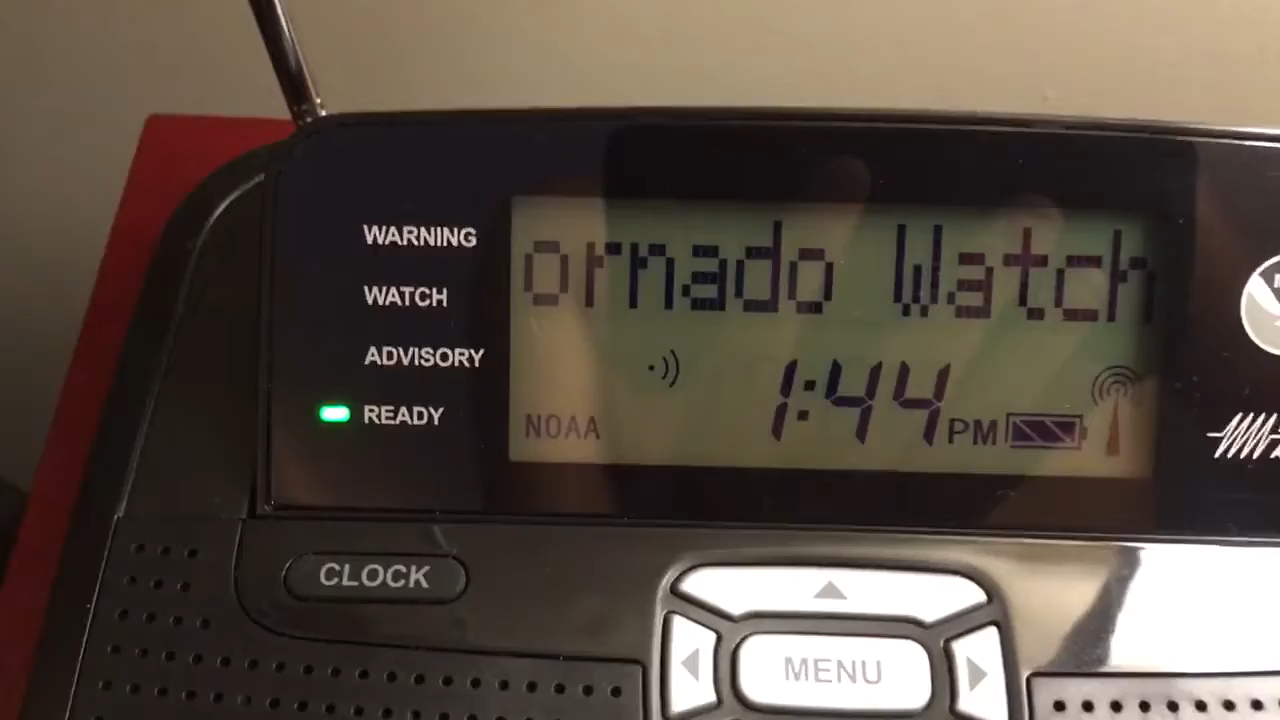 WARNING
WATCH
ADVISORY
READY
ornado Watch
1:44 PM
NOAA
CLOCK
MENU